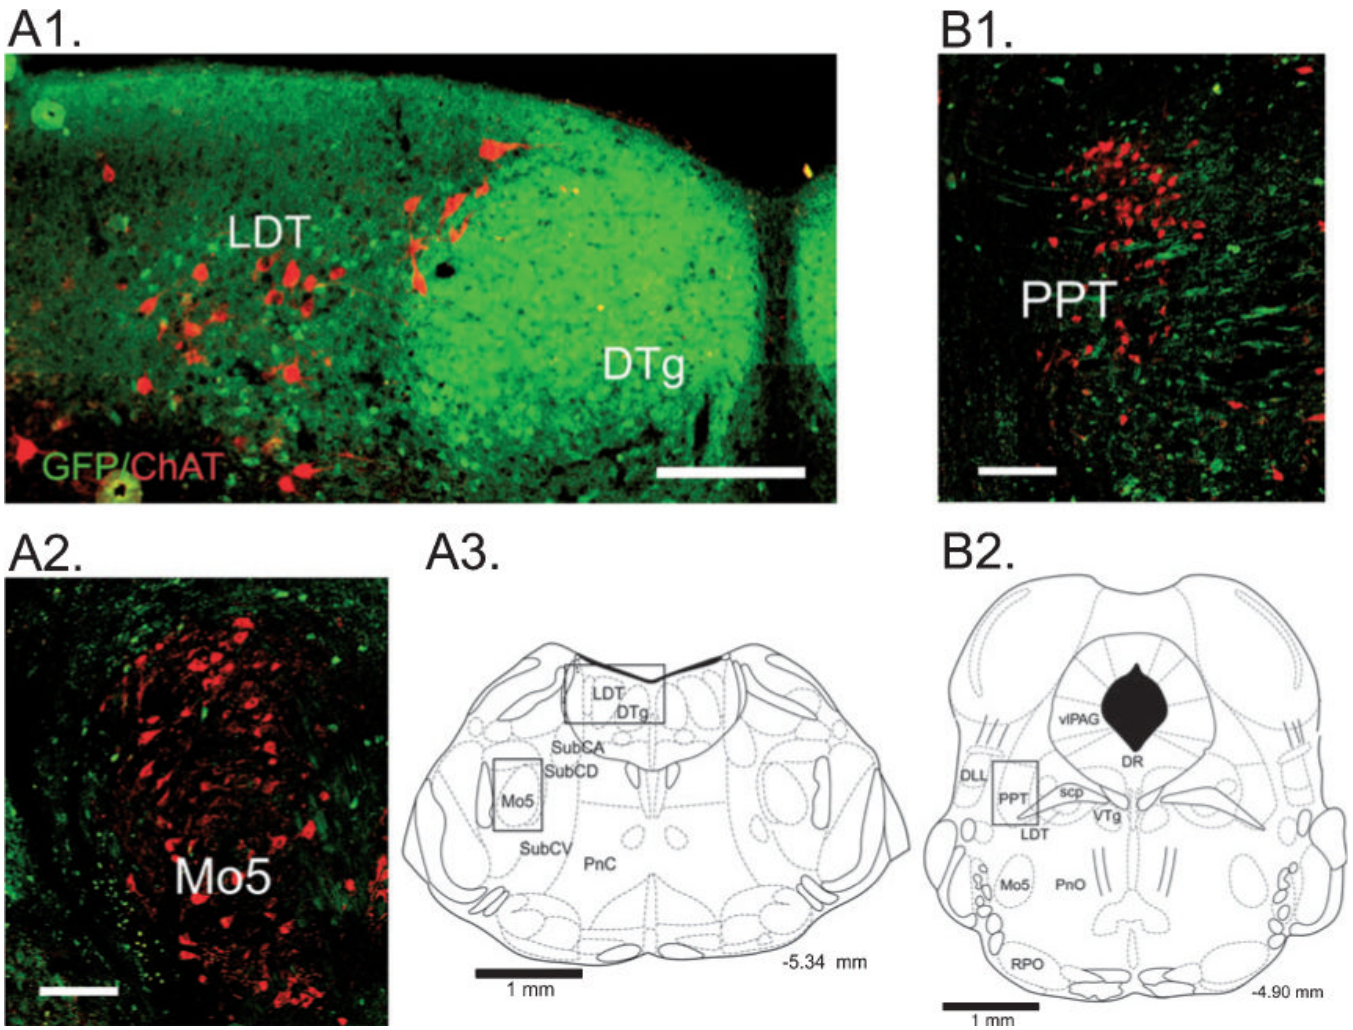 A1.
B1.
LDT
DTg
GFP/ChAT
PPT
A2.
A3.
B2.
Mo5
LDT
DTg
SubCA
SubCD
Mo5
SubCV
PnC
-5.34 mm
1 mm
vlPAG
DR
DLL
PPT
scp
VTg
LDT
Mo5
PnO
RPO
-4.90 mm
1 mm